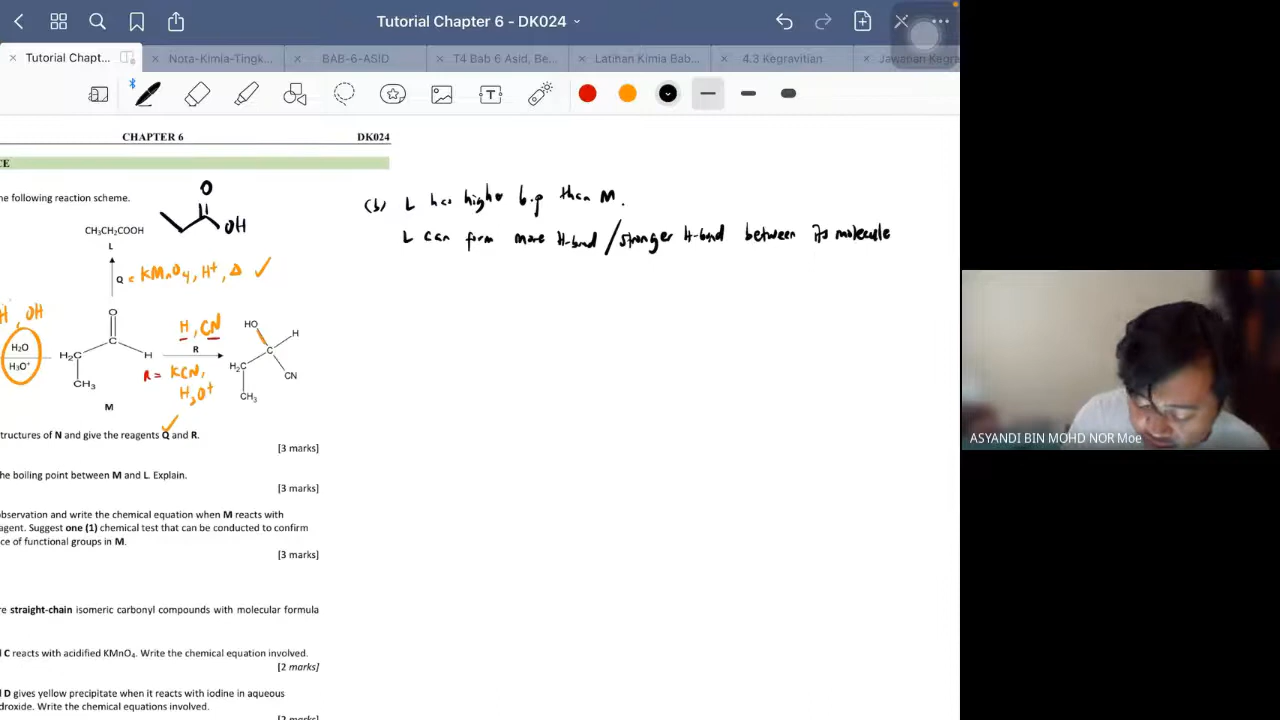 Tutorial Chapter 6 - DK024
Tutorial Chapt...
Nota-Kimia-Tingk...
BAB-6-ASID
T4 Bab 6 Asid, Be...
Latihan Kimia Bab...
4.3 Kegravitian
Jawapan Kegra
CHAPTER 6 DK024
CE
he following reaction scheme.
O
OH
CH₃CH₂COOH
L
Q = KMnO₄, H⁺, Δ ✓
H, OH
H₂O
H₃O⁺
O
C
H₂C
H
CH₃
M
H, CN
R
R = KCN,
H₃O⁺
HO
H
C
H₂C
CN
CH₃
tructures of N and give the reagents Q and R.
[3 marks]
he boiling point between M and L. Explain.
[3 marks]
observation and write the chemical equation when M reacts with
agent. Suggest one (1) chemical test that can be conducted to confirm
ce of functional groups in M.
[3 marks]
re straight-chain isomeric carbonyl compounds with molecular formula
d C reacts with acidified KMnO₄. Write the chemical equation involved.
[2 marks]
d D gives yellow precipitate when it reacts with iodine in aqueous
droxide. Write the chemical equations involved.
[2 marks]
(b) L has higher b.p than M.
L can form more H-bond / stronger H-bond between its molecule
ASYANDI BIN MOHD NOR Moe